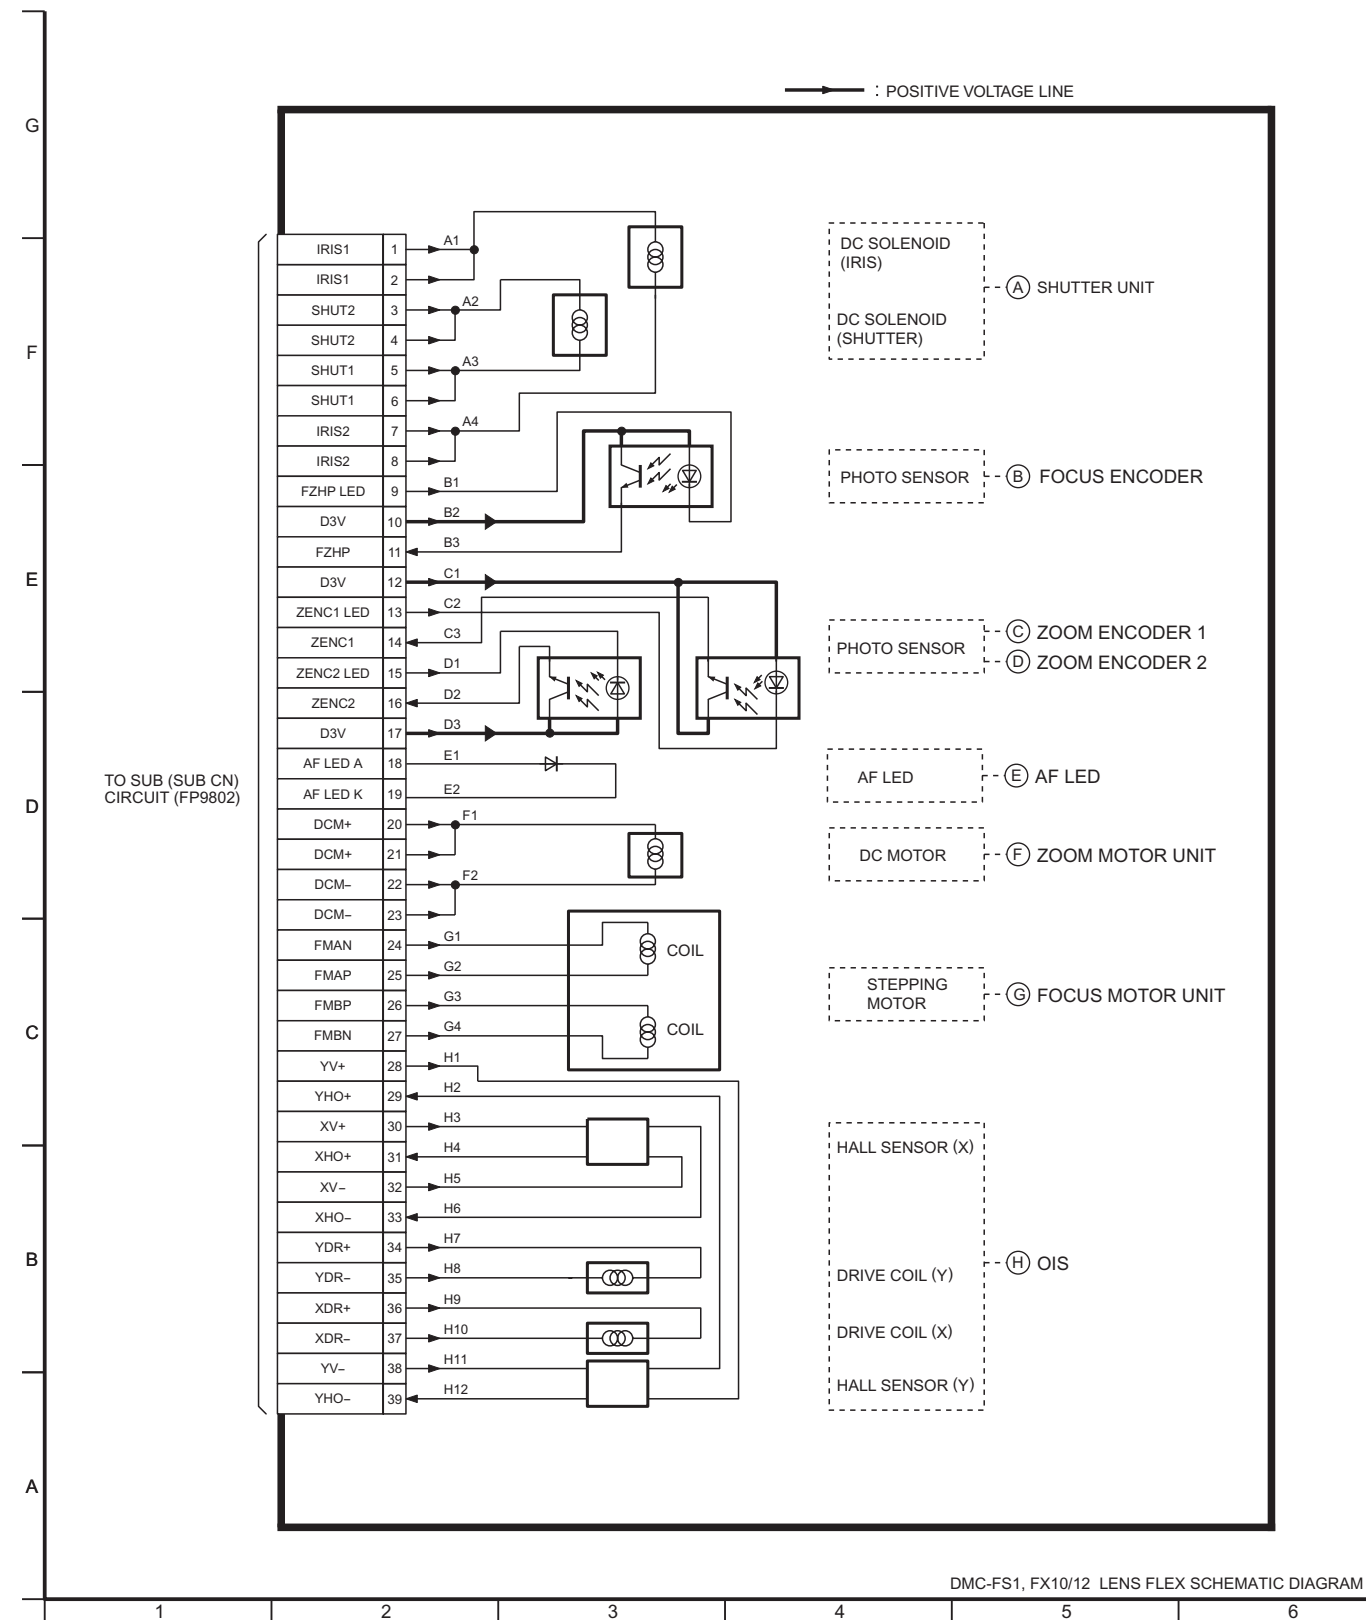 : POSITIVE VOLTAGE LINE
G
F
E
D
C
B
A
TO SUB (SUB CN)
CIRCUIT (FP9802)
IRIS1 1 A1
IRIS1 2
SHUT2 3 A2
SHUT2 4
SHUT1 5 A3
SHUT1 6
IRIS2 7 A4
IRIS2 8
FZHP LED 9 B1
D3V 10 B2
FZHP 11 B3
D3V 12 C1
ZENC1 LED 13 C2
ZENC1 14 C3
ZENC2 LED 15 D1
ZENC2 16 D2
D3V 17 D3
AF LED A 18 E1
AF LED K 19 E2
DCM+ 20 F1
DCM+ 21
DCM− 22 F2
DCM− 23
FMAN 24 G1
FMAP 25 G2
FMBP 26 G3
FMBN 27 G4
YV+ 28 H1
YHO+ 29 H2
XV+ 30 H3
XHO+ 31 H4
XV− 32 H5
XHO− 33 H6
YDR+ 34 H7
YDR− 35 H8
XDR+ 36 H9
XDR− 37 H10
YV− 38 H11
YHO− 39 H12
COIL
COIL
DC SOLENOID
(IRIS)
DC SOLENOID
(SHUTTER)
A SHUTTER UNIT
PHOTO SENSOR B FOCUS ENCODER
PHOTO SENSOR
C ZOOM ENCODER 1
D ZOOM ENCODER 2
AF LED E AF LED
DC MOTOR F ZOOM MOTOR UNIT
STEPPING
MOTOR
G FOCUS MOTOR UNIT
HALL SENSOR (X)
DRIVE COIL (Y)
DRIVE COIL (X)
HALL SENSOR (Y)
H OIS
DMC-FS1, FX10/12 LENS FLEX SCHEMATIC DIAGRAM
1 2 3 4 5 6